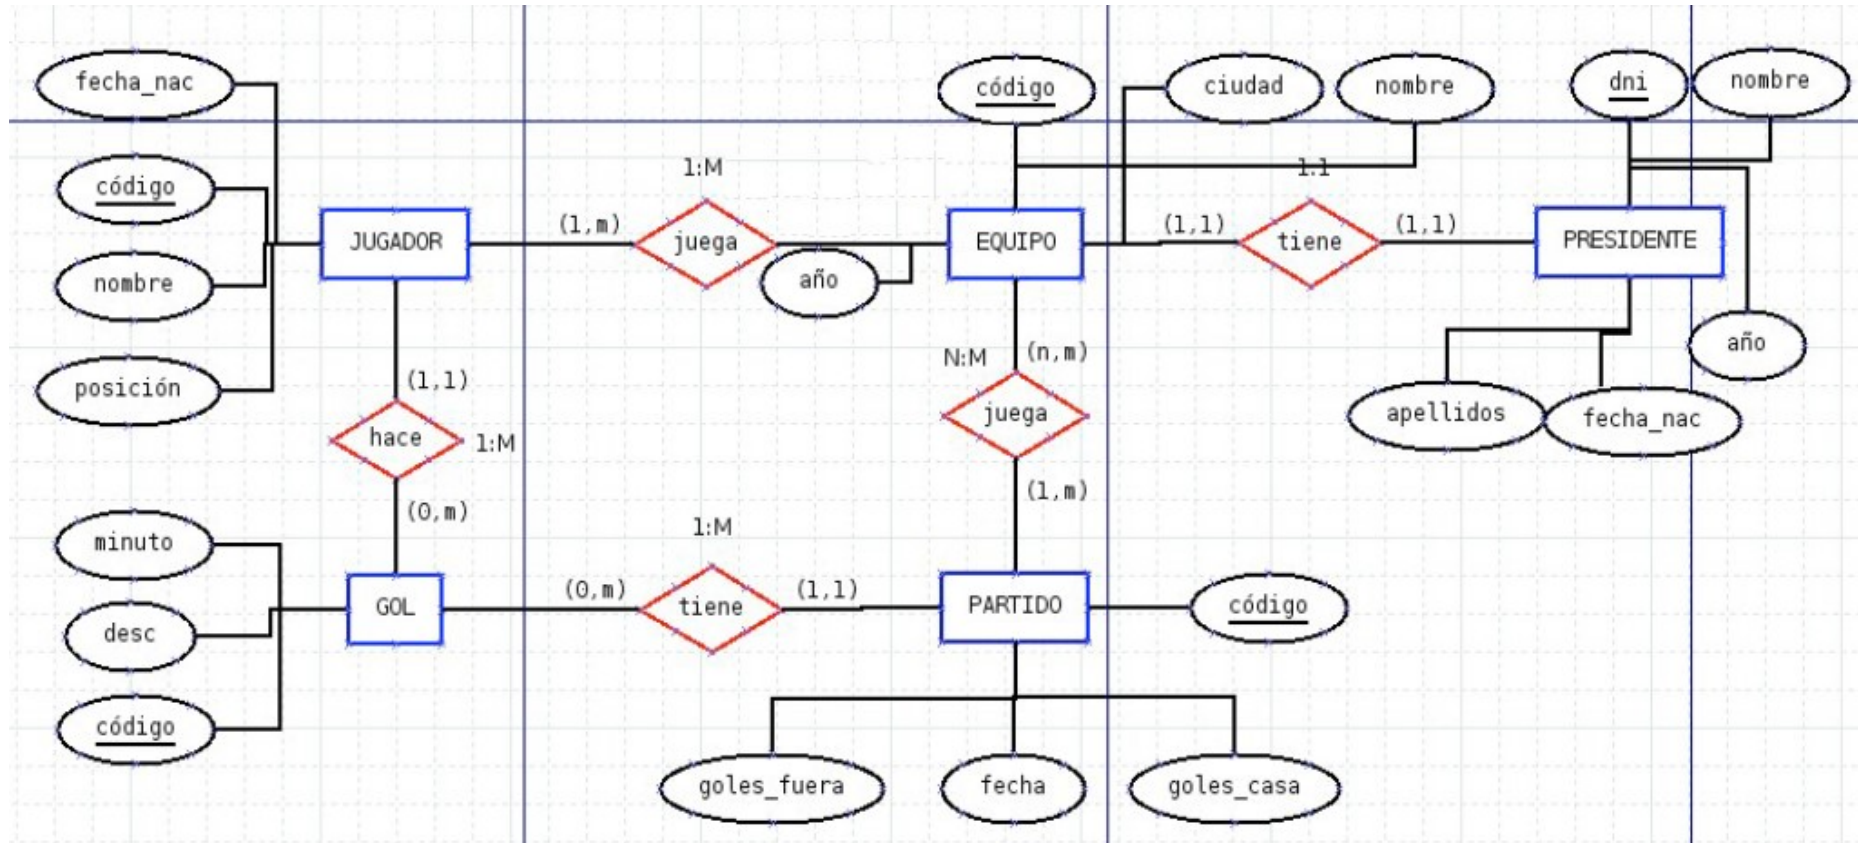 fecha_nac
código
nombre
posición
JUGADOR
1:M
(1,m)
juega
año
código
ciudad
nombre
EQUIPO
1:1
(1,1)
tiene
(1,1)
dni
nombre
PRESIDENTE
año
apellidos
fecha_nac
(1,1)
hace
1:M
(0,m)
N:M
(n,m)
juega
(1,m)
minuto
desc
código
GOL
1:M
(0,m)
tiene
(1,1)
PARTIDO
código
goles_fuera
fecha
goles_casa